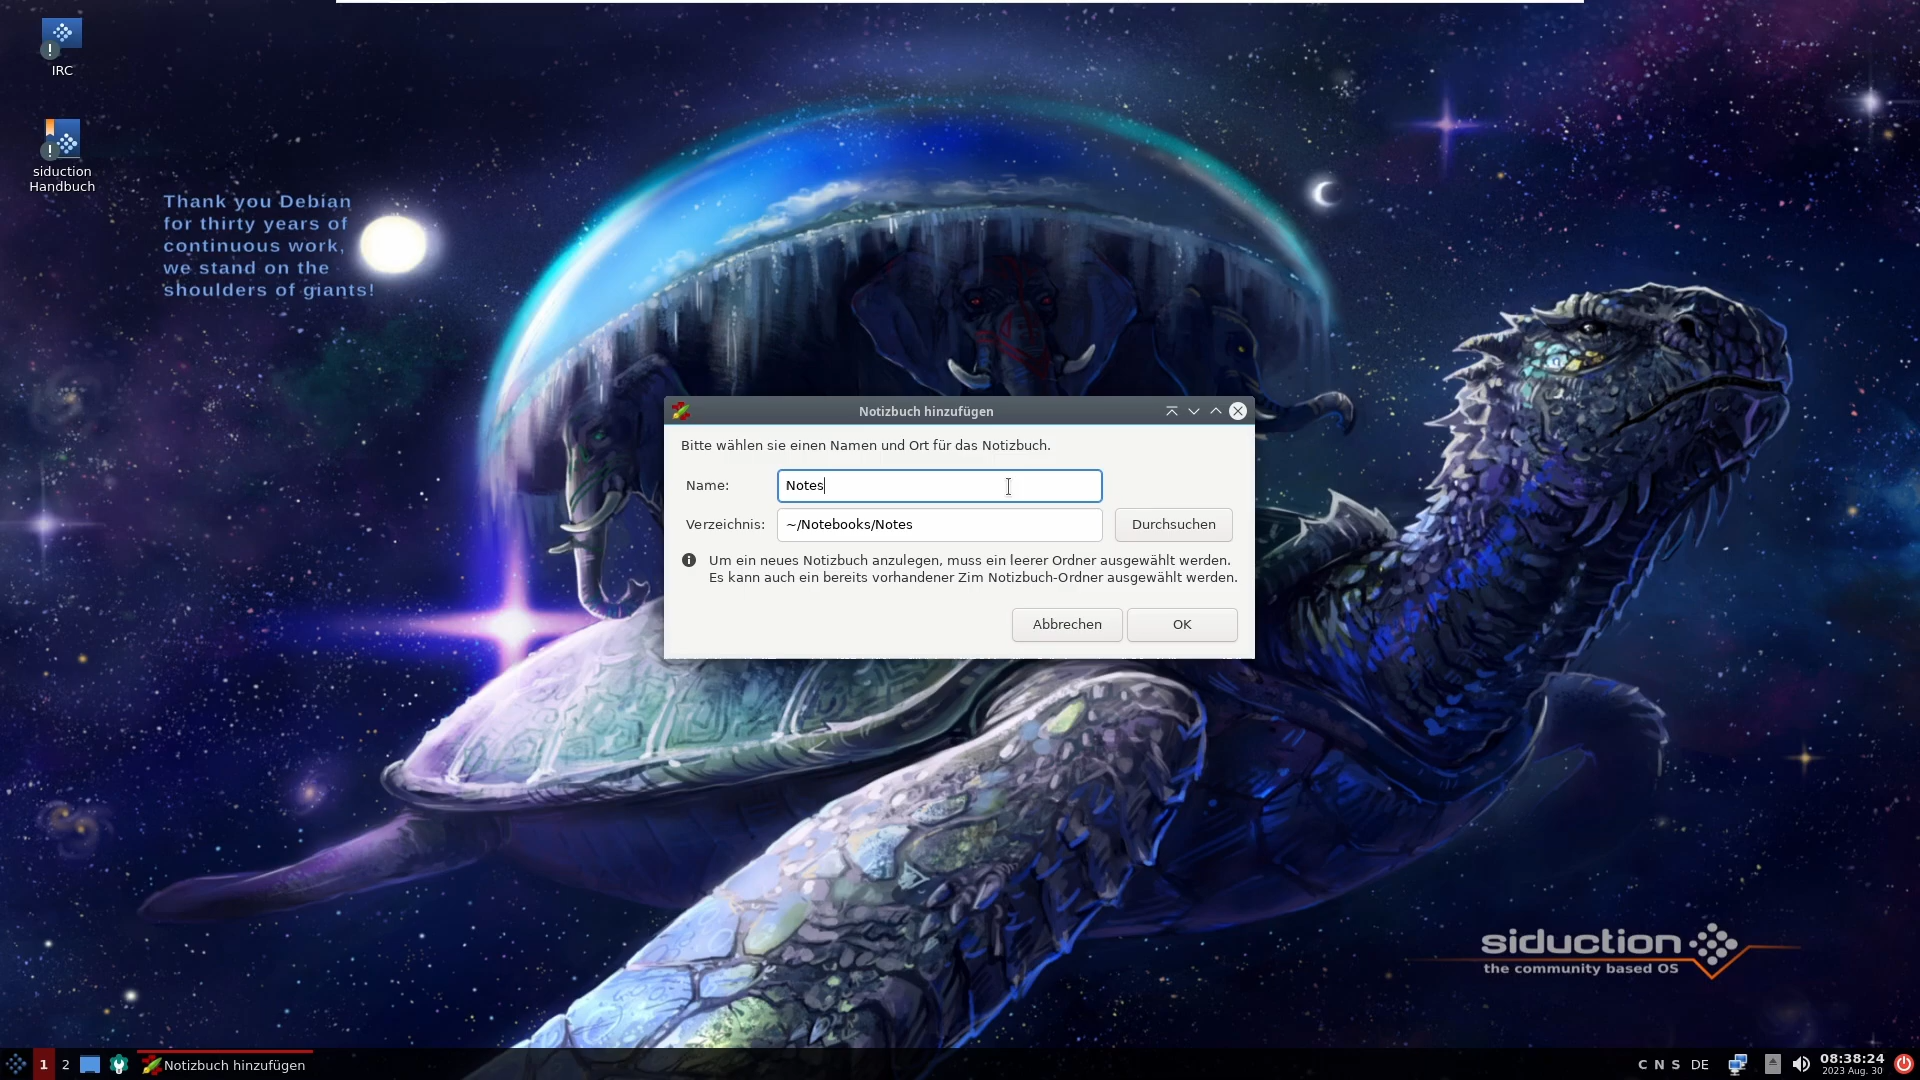 IRC
siduction
Handbuch
Thank you Debian
for thirty years of
continuous work,
we stand on the
shoulders of giants!
Notizbuch hinzufügen
Bitte wählen sie einen Namen und Ort für das Notizbuch.
Name:
Notes
Verzeichnis:
~/Notebooks/Notes
Durchsuchen
Um ein neues Notizbuch anzulegen, muss ein leerer Ordner ausgewählt werden.
Es kann auch ein bereits vorhandener Zim Notizbuch-Ordner ausgewählt werden.
Abbrechen
OK
siduction
the community based OS
1
2
Notizbuch hinzufügen
C N S
DE
08:38:24
2023 Aug. 30